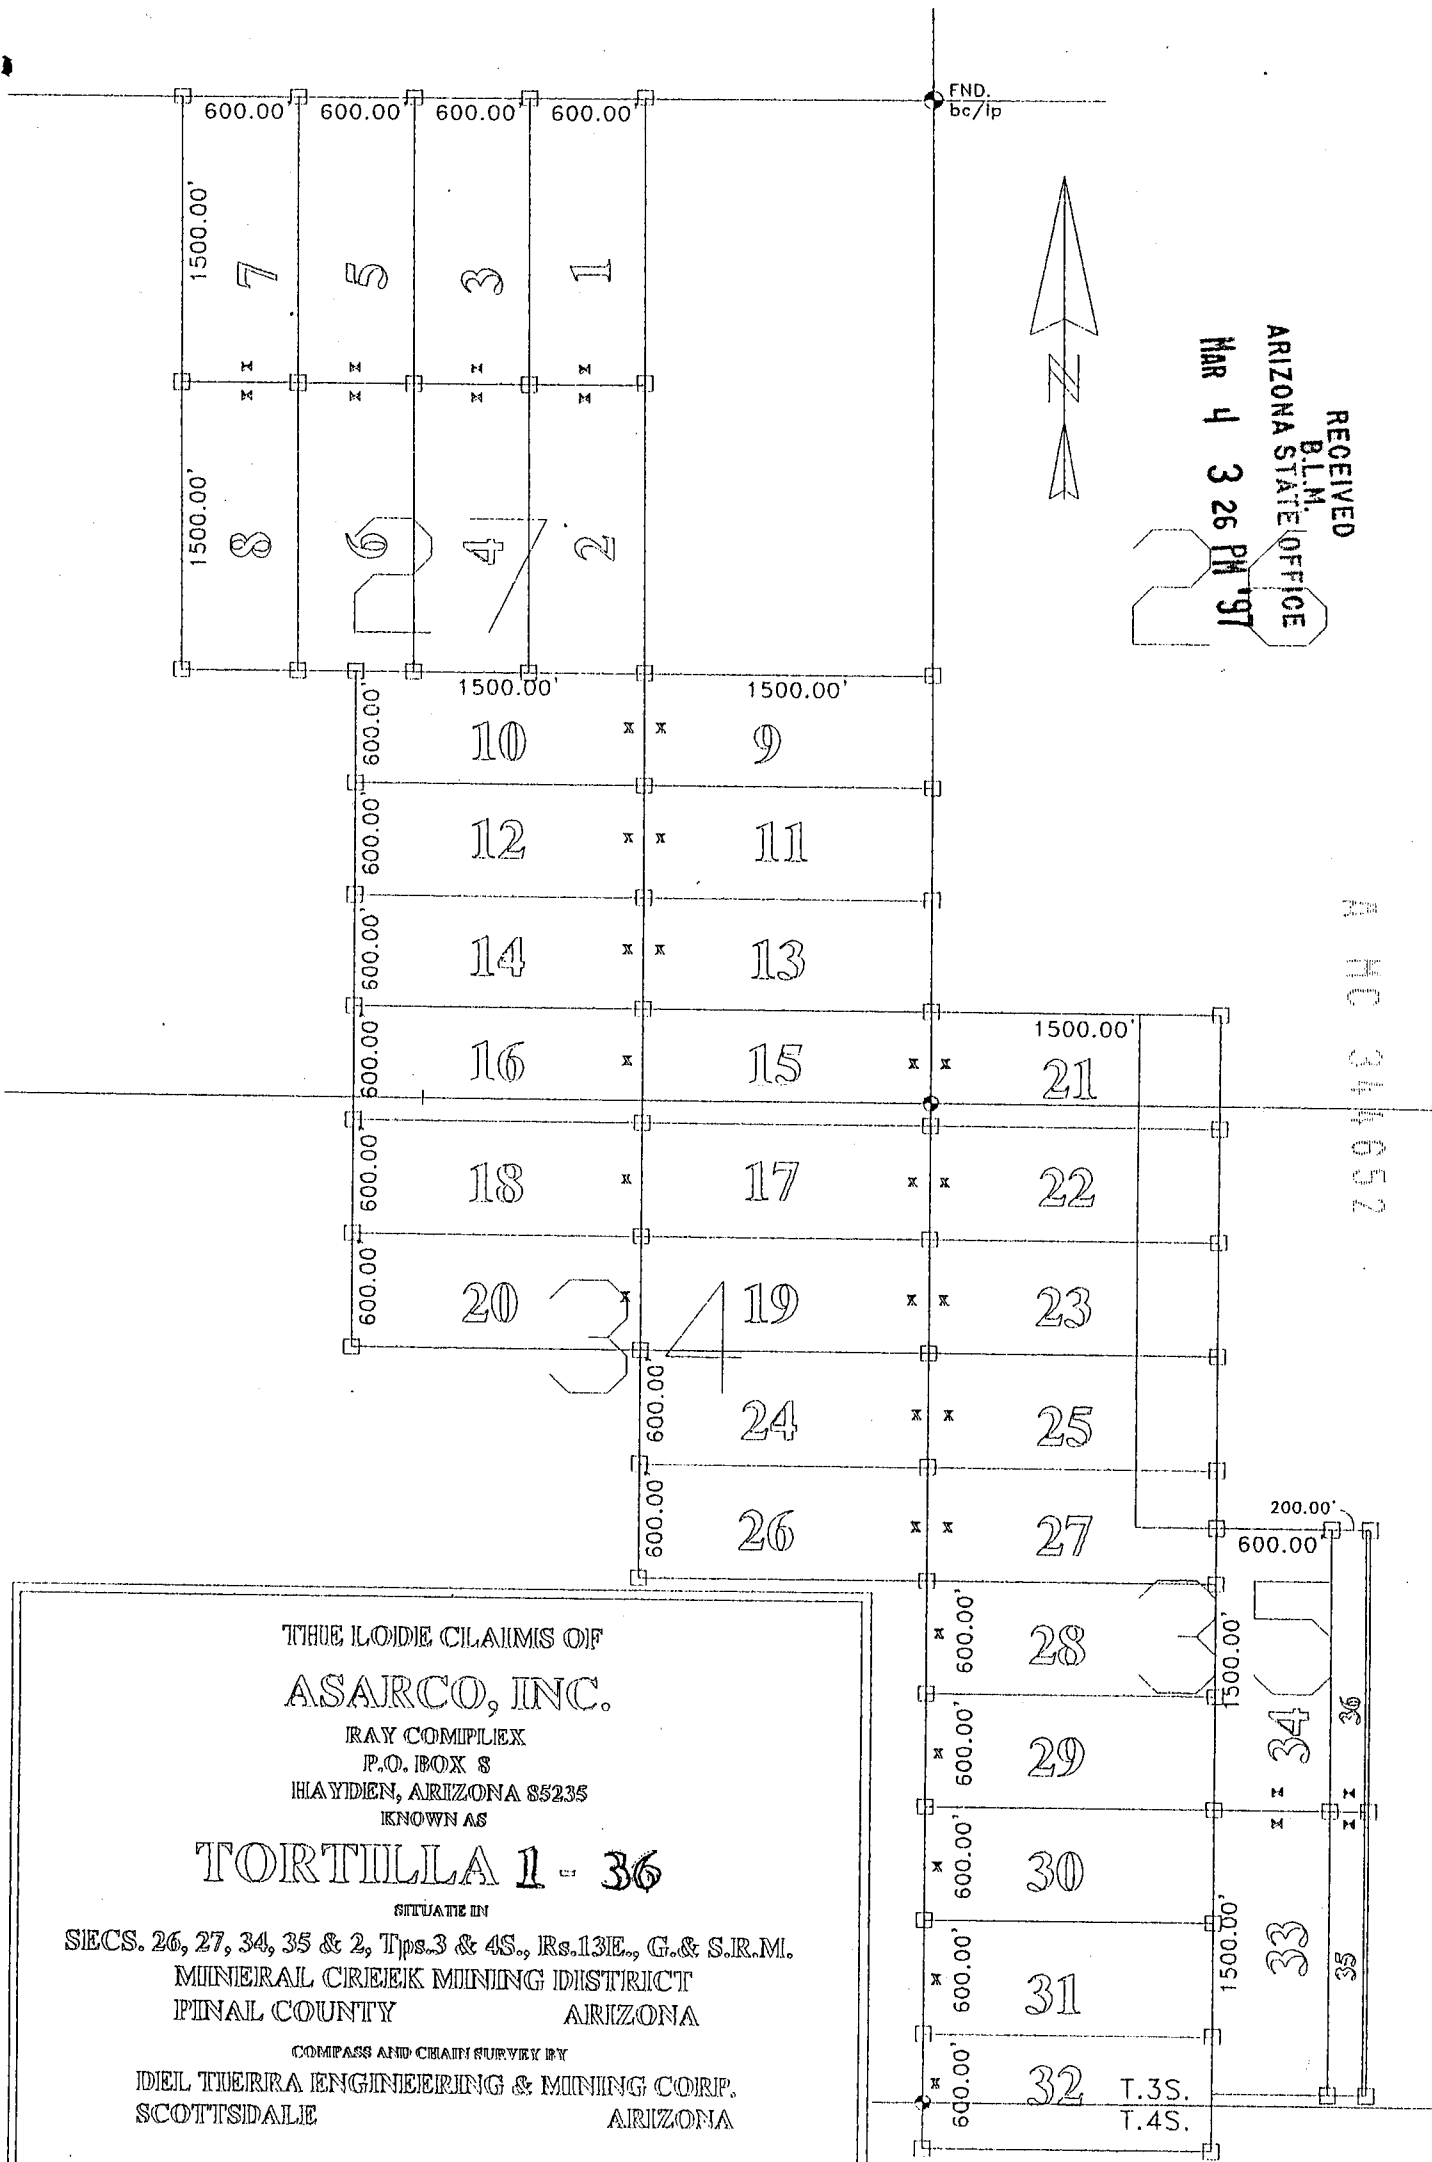 FND.
bc/ip
600.00' 600.00' 600.00' 600.00'
1500.00'
7 5 3 1
N
RECEIVED
B.L.M.
ARIZONA STATE OFFICE
MAR 4 3 26 PM '97
1500.00'
8 6 4 2
27
26
1500.00' 1500.00'
600.00' 10 9
600.00' 12 11
600.00' 14 13
A MC 344652
1500.00'
600.00' 16 15 21
600.00' 18 17 22
600.00' 20 19 23
34
600.00' 24 25
600.00' 26 27
200.00'
600.00'
35
600.00' 28
1500.00'
600.00' 29 34 36
600.00' 30
1500.00'
600.00' 31 33 35
600.00' 32
T.3S.
T.4S.
THE LODE CLAIMS OF
ASARCO, INC.
RAY COMPLEX
P.O. BOX 8
HAYDEN, ARIZONA 85235
KNOWN AS
TORTILLA 1 - 36
SITUATE IN
SECS. 26, 27, 34, 35 & 2, Tps.3 & 4S., Rs.13E., G.& S.R.M.
MINERAL CREEK MINING DISTRICT
PINAL COUNTY ARIZONA
COMPASS AND CHAIN SURVEY BY
DEL TIERRA ENGINEERING & MINING CORP.
SCOTTSDALE ARIZONA